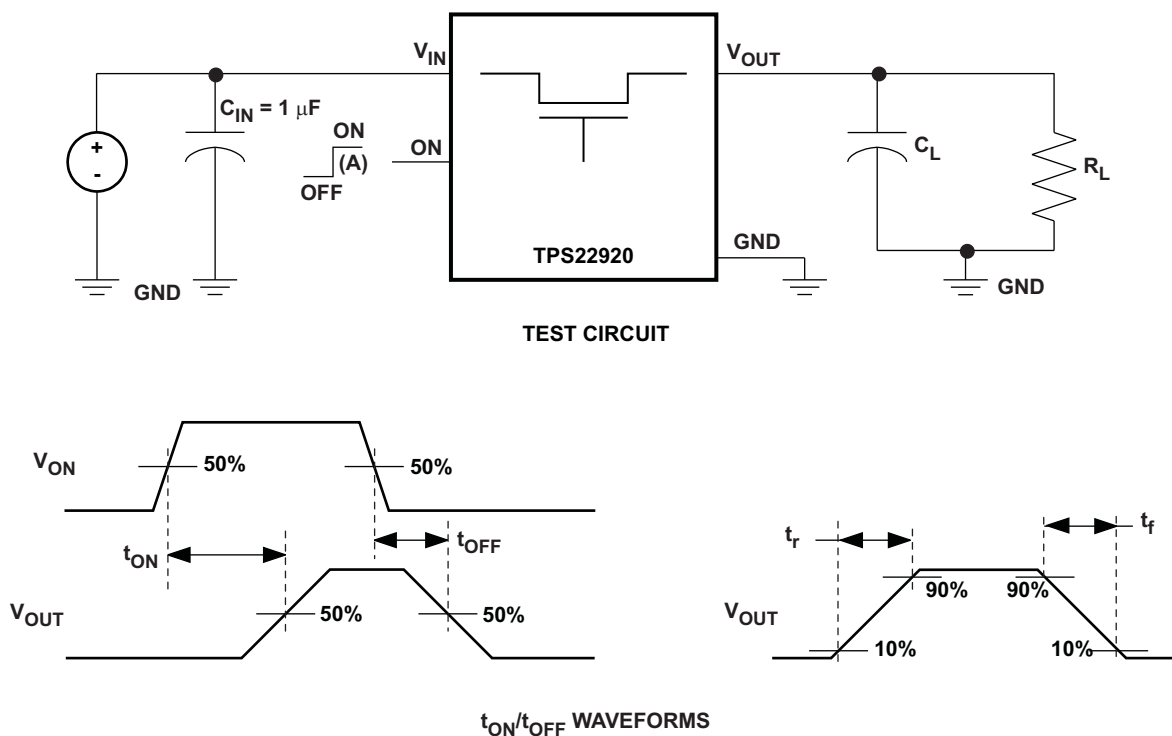 V_IN
V_OUT
C_IN = 1 μF
+
-
ON
(A)
OFF
ON
C_L
R_L
TPS22920
GND
GND
GND
TEST CIRCUIT
V_ON
50%
50%
t_ON
t_OFF
V_OUT
50%
50%
t_r
t_f
V_OUT
90%
90%
10%
10%
t_ON/t_OFF WAVEFORMS